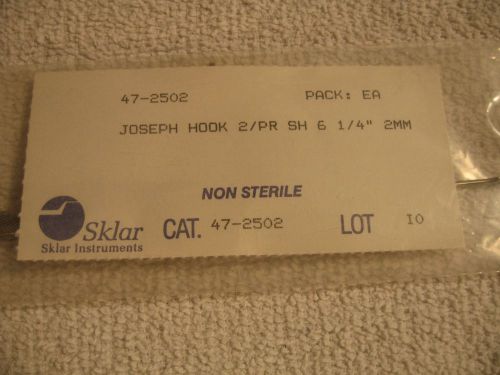 47-2502 PACK: EA
JOSEPH HOOK 2/PR SH 6 1/4" 2MM
NON STERILE
Sklar
Sklar Instruments
CAT. 47-2502 LOT IO